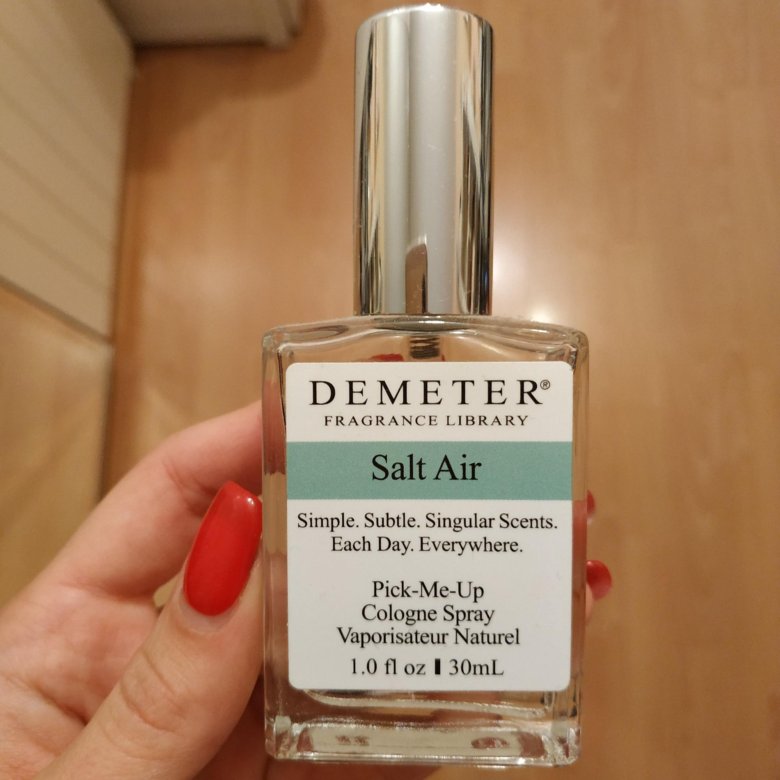 DEMETER®
FRAGRANCE LIBRARY
Salt Air
Simple. Subtle. Singular Scents.
Each Day. Everywhere.
Pick-Me-Up
Cologne Spray
Vaporisateur Naturel
1.0 fl oz ▌ 30mL